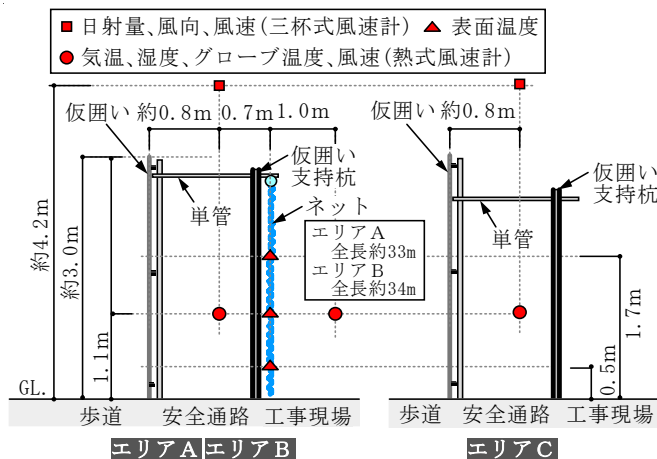 日射量、風向、風速(三杯式風速計)
表面温度
気温、湿度、グローブ温度、風速(熱式風速計)
仮囲い
約0.8m
0.7m
1.0m
仮囲い
支持杭
単管
ネット
エリアA
全長約33m
エリアB
全長約34m
約4.2m
約3.0m
1.1m
GL.
歩道
安全通路
工事現場
エリアA
エリアB
仮囲い
約0.8m
仮囲い
支持杭
単管
1.7m
0.5m
歩道
安全通路
工事現場
エリアC